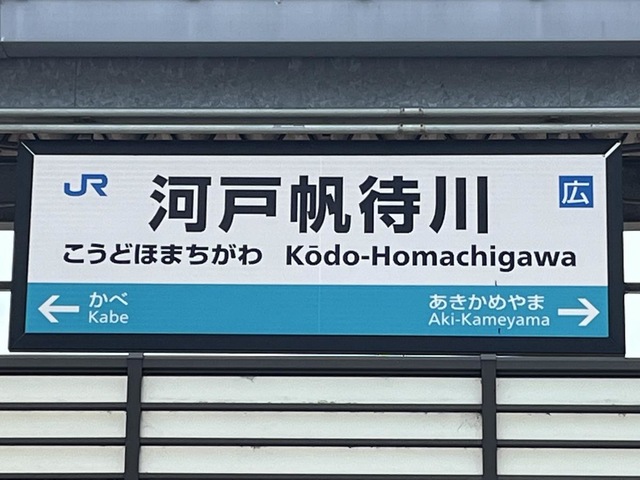 JR 河戸帆待川 広
こうどほまちがわ Kōdo-Homachigawa
かべ あきかめやま
Kabe Aki-Kameyama